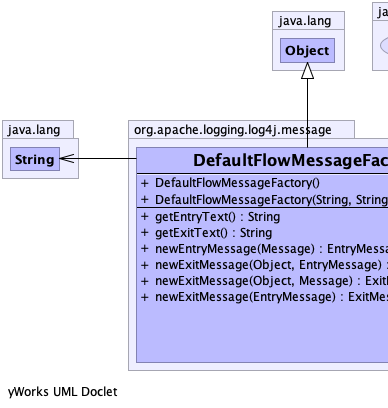 java.lang
ja
Object
java.lang
org.apache.logging.log4j.message
String
DefaultFlowMessageFac
+ DefaultFlowMessageFactory()
+ DefaultFlowMessageFactory(String, String
+ getEntryText() : String
+ getExitText() : String
+ newEntryMessage(Message) : EntryMessa
+ newExitMessage(Object, EntryMessage) :
+ newExitMessage(Object, Message) : Exit
+ newExitMessage(EntryMessage) : ExitMes
yWorks UML Doclet